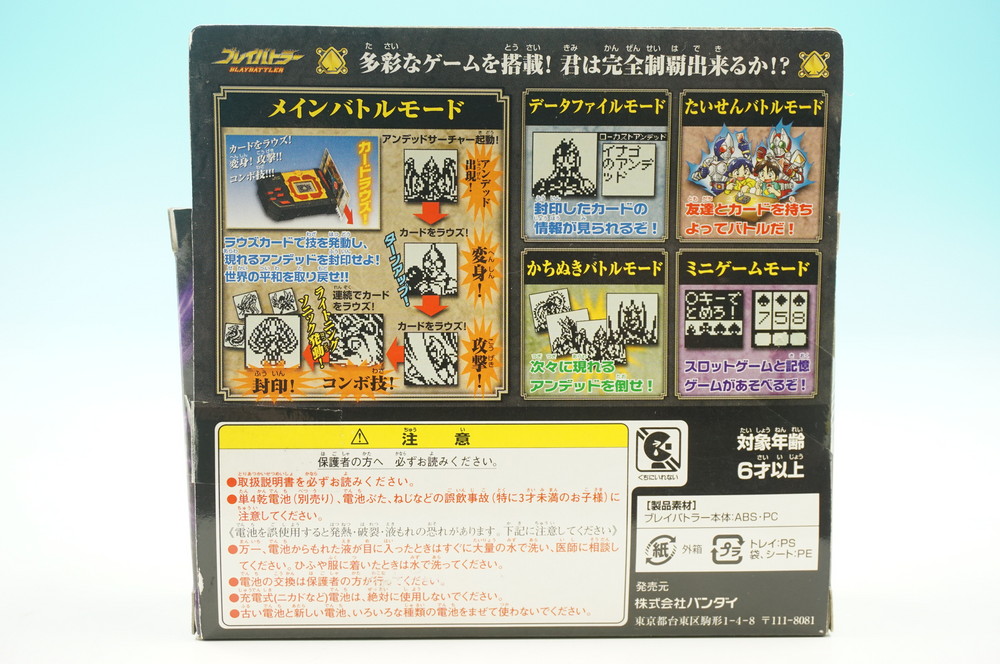 プレイバトラー
PLAYBATTLER
多彩なゲームを搭載! 君は完全制覇出来るか!?
メインバトルモード
カードをラウズ!
変身! 攻撃!!
コンボ技!!!
カードラウズ!
アンデッドサーチャー起動!
アンデッド出現!
カードをラウズ!
ターンアップ!
変身!
ラウズカードで技を発動し、
現れるアンデッドを封印せよ!
世界の平和を取り戻せ!!
カードをラウズ!
攻撃!
連続でカード
をラウズ!
コンボ技!
ライトニング
ソニック発動!
封印!
データファイルモード
ローカストアンデッド
イナゴ
のアンデ
ッド
封印したカードの
情報が見られるぞ!
たいせんバトルモード
友達とカードを持ち
よってバトルだ!
かちぬきバトルモード
次々に現れる
アンデッドを倒せ!
ミニゲームモード
○キーで
とめろ!
7 5 8
スロットゲームと記憶
ゲームがあそべるぞ!
⚠ 注意
保護者の方へ 必ずお読みください。
●取扱説明書を必ずお読みください。
●単4乾電池(別売り)、電池ぶた、ねじなどの誤飲事故(特に3才未満のお子様)に
注意してください。
《電池を誤使用すると発熱・破裂・液もれの恐れがあります。下記に注意してください》
●万一、電池からもれた液が目に入ったときはすぐに大量の水で洗い、医師に相談し
てください。ひふや服に着いたときは水で洗ってください。
●電池の交換は保護者の方が行ってください。
●充電式(ニカドなど)電池は、絶対に使用しないでください。
●古い電池と新しい電池、いろいろな種類の電池をまぜて使わないでください。
くちにいれない
対象年齢
6才以上
【製品素材】
プレイバトラー本体:ABS・PC
紙 外箱
プラ トレイ:PS
袋、シート:PE
発売元
株式会社バンダイ
東京都台東区駒形1-4-8 〒111-8081